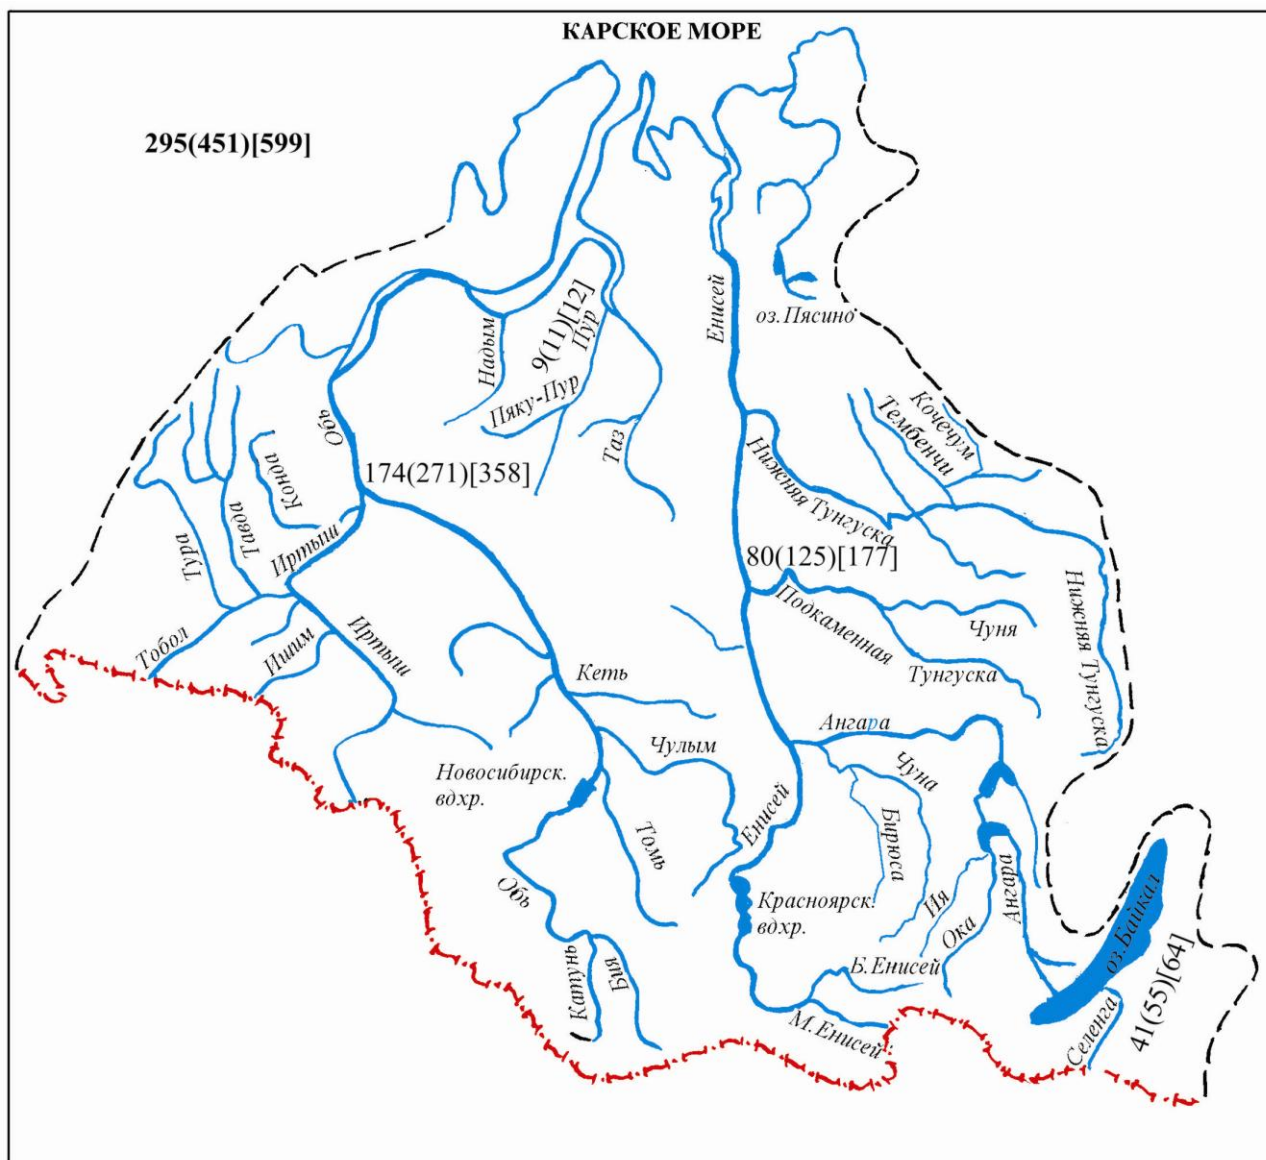 КАРСКОЕ МОРЕ
295(451)[599]
Енисей
оз.Пясино
Надым
9(11)[12]
Пур
Пяку-Пур
Таз
Обь
Кочечум
Тембенчи
174(271)[358]
Конда
Нижняя Тунгуска
Тавда
Тура
Иртыш
80(125)[177]
Подкаменная
Тунгуска
Чуня
Нижняя Тунгуска
Тобол
Ишим
Иртыш
Кеть
Ангара
Чулым
Чуна
Новосибирск.
вдхр.
Енисей
Бирюса
Томь
Ангара
Обь
Красноярск.
вдхр.
Ия
Ока
оз.Байкал
Б.Енисей
Катунь
Бия
М.Енисей
Селенга
41(55)[64]